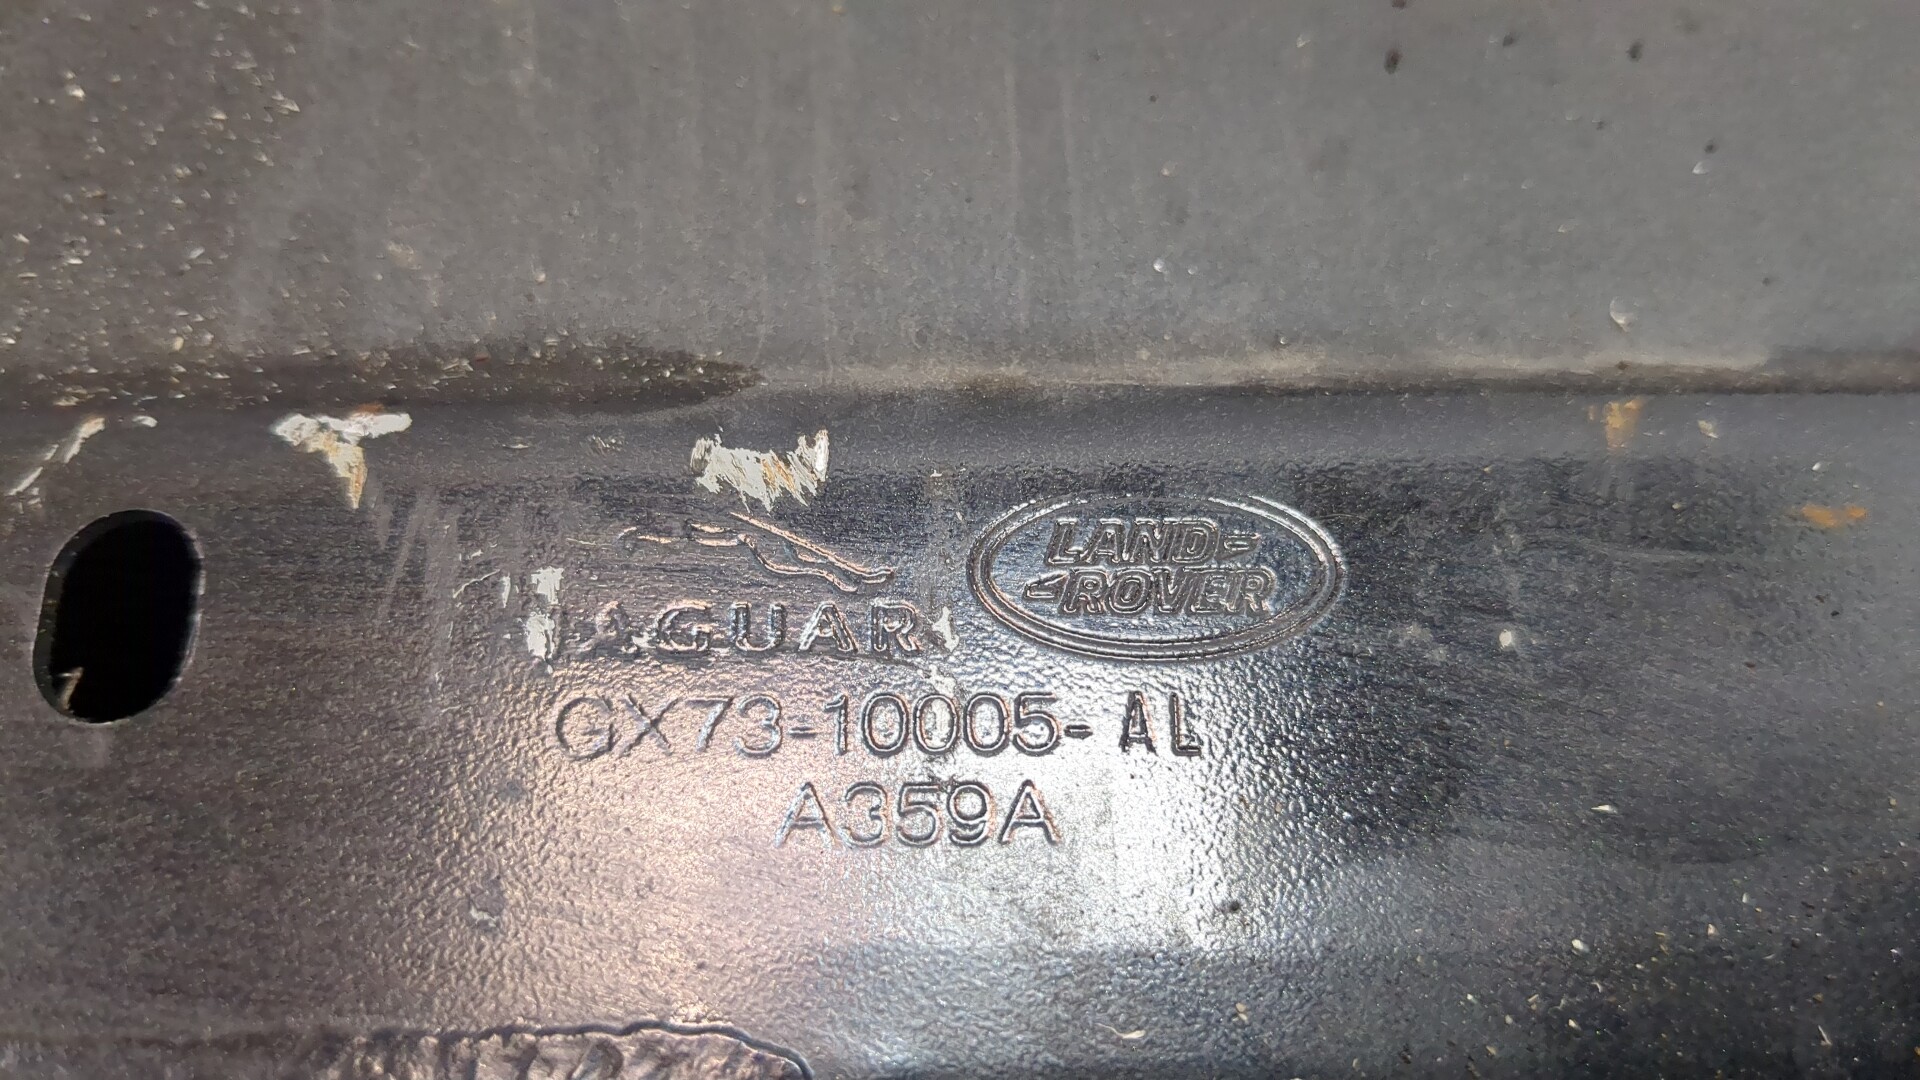 JAGUAR
LAND-
-ROVER
GX73-10005-AL
A359A